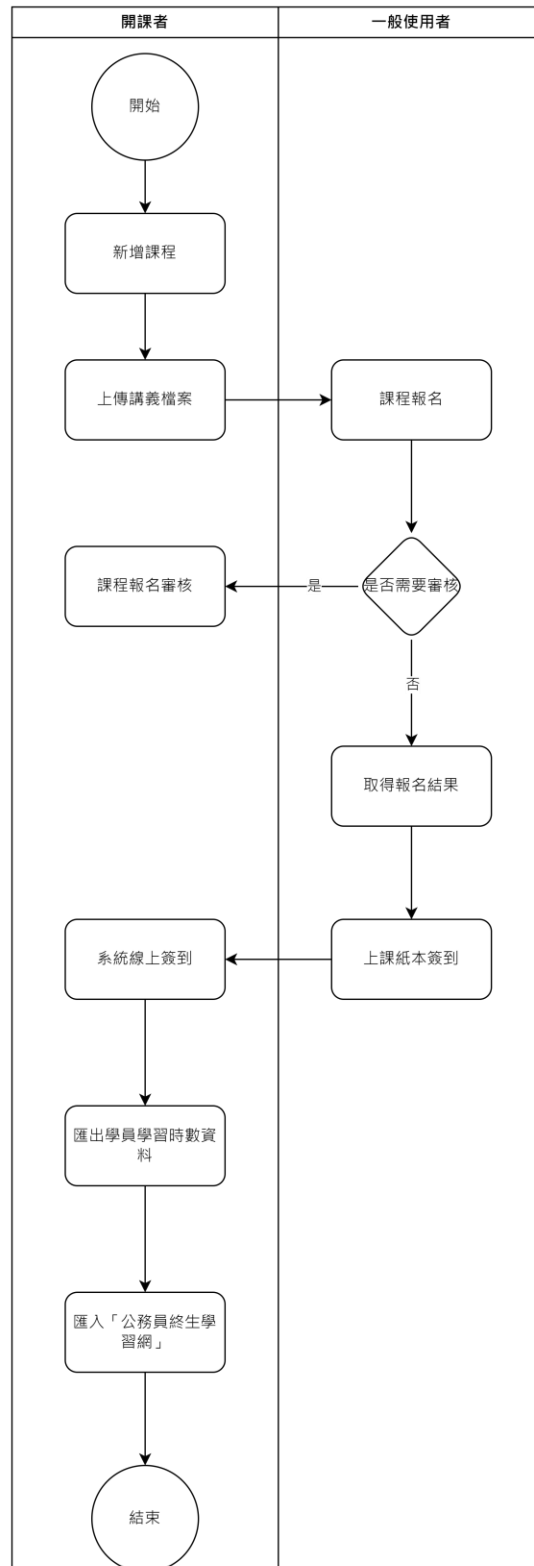 開課者
一般使用者
開始
新增課程
上傳講義檔案
課程報名
課程報名審核
是
是否需要審核
否
取得報名結果
系統線上簽到
上課紙本簽到
匯出學員學習時數資
料
匯入「公務員終生學
習網」
結束